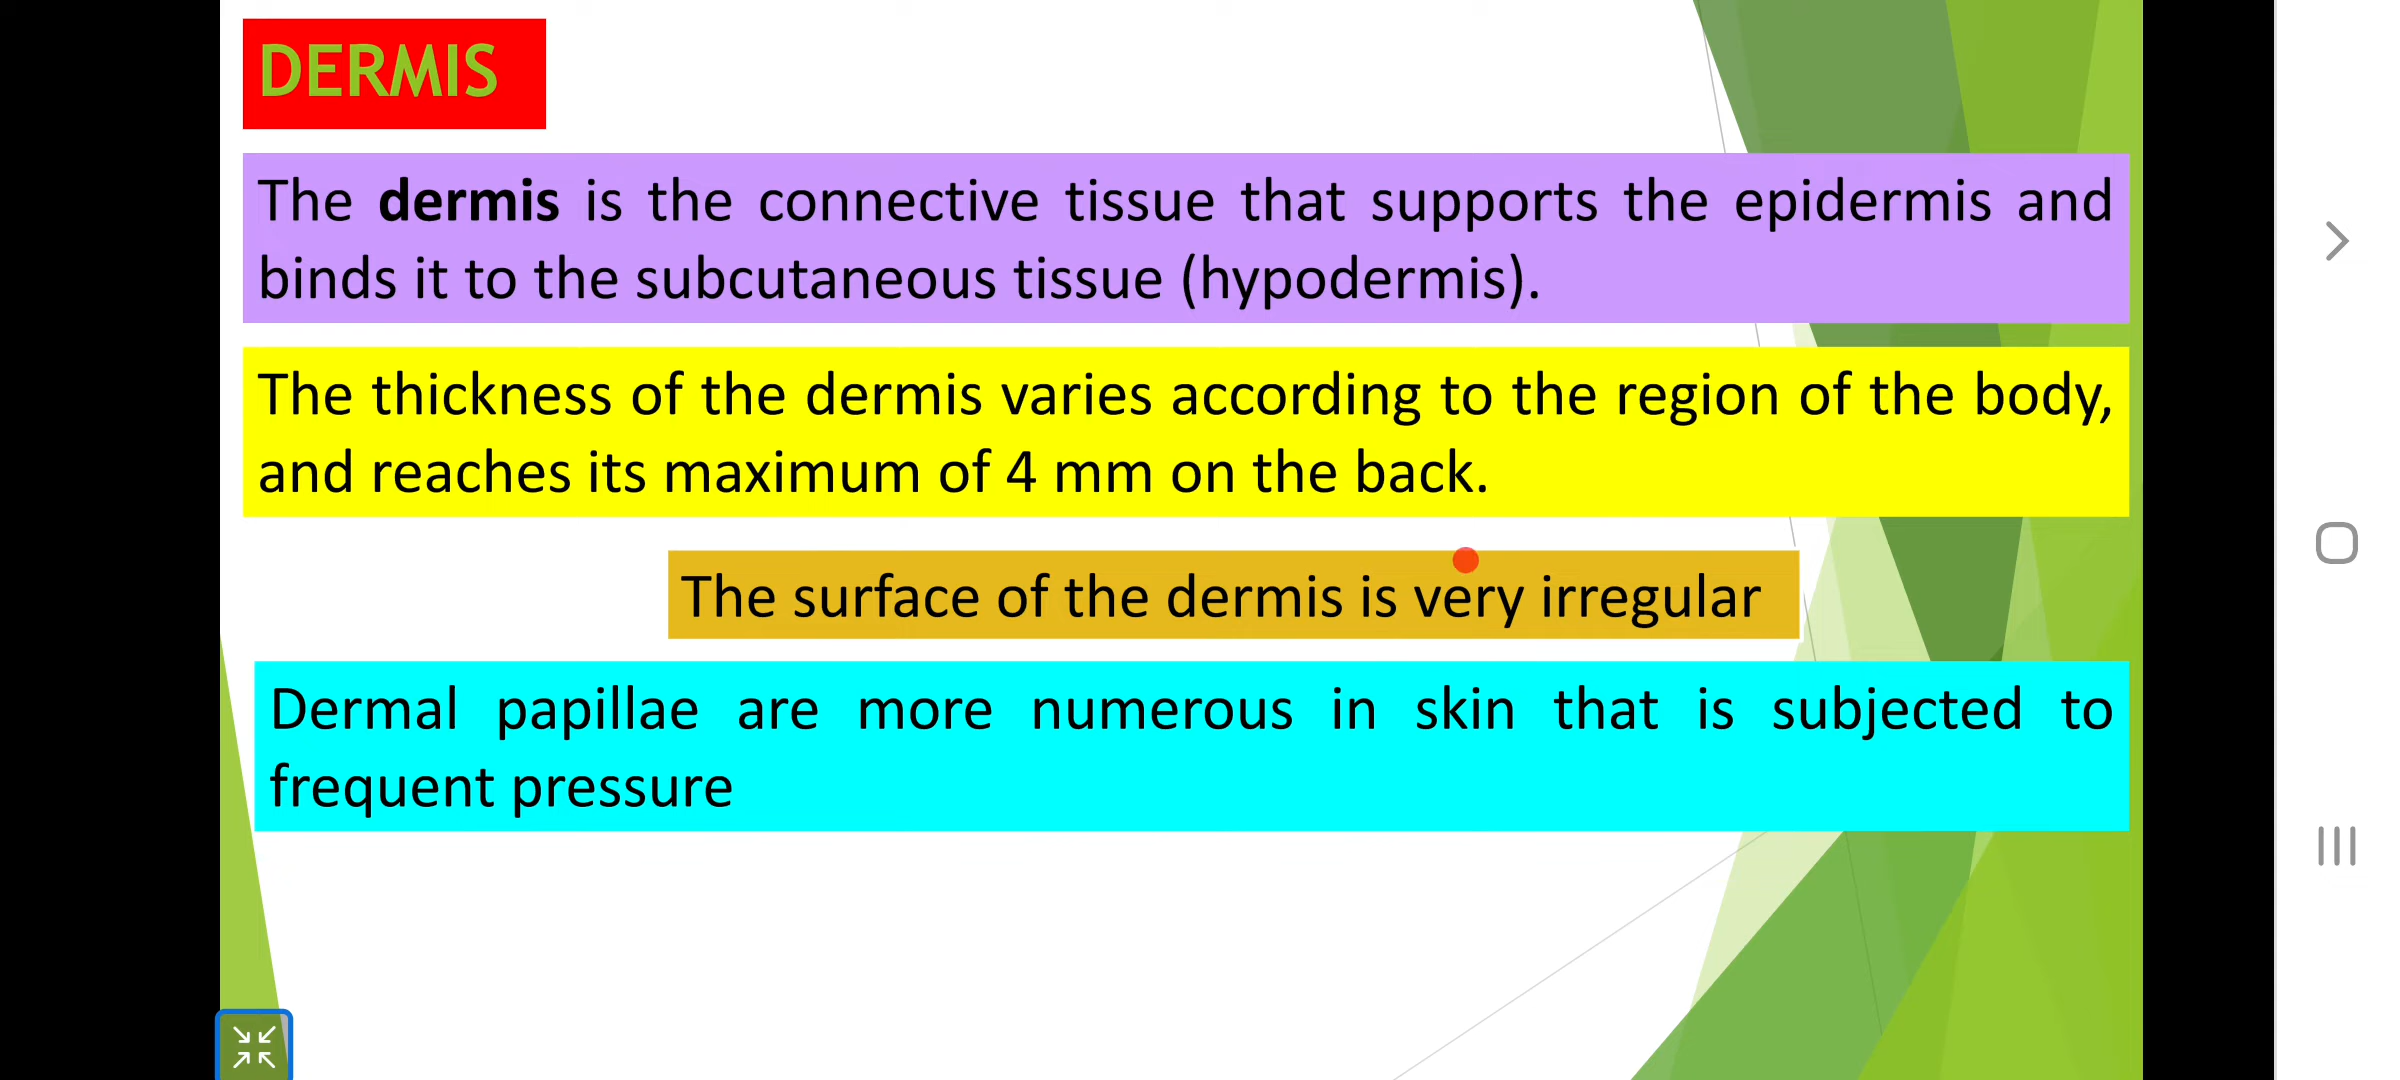 DERMIS
The dermis is the connective tissue that supports the epidermis and
binds it to the subcutaneous tissue (hypodermis).
The thickness of the dermis varies according to the region of the body,
and reaches its maximum of 4 mm on the back.
The surface of the dermis is very irregular
Dermal papillae are more numerous in skin that is subjected to
frequent pressure